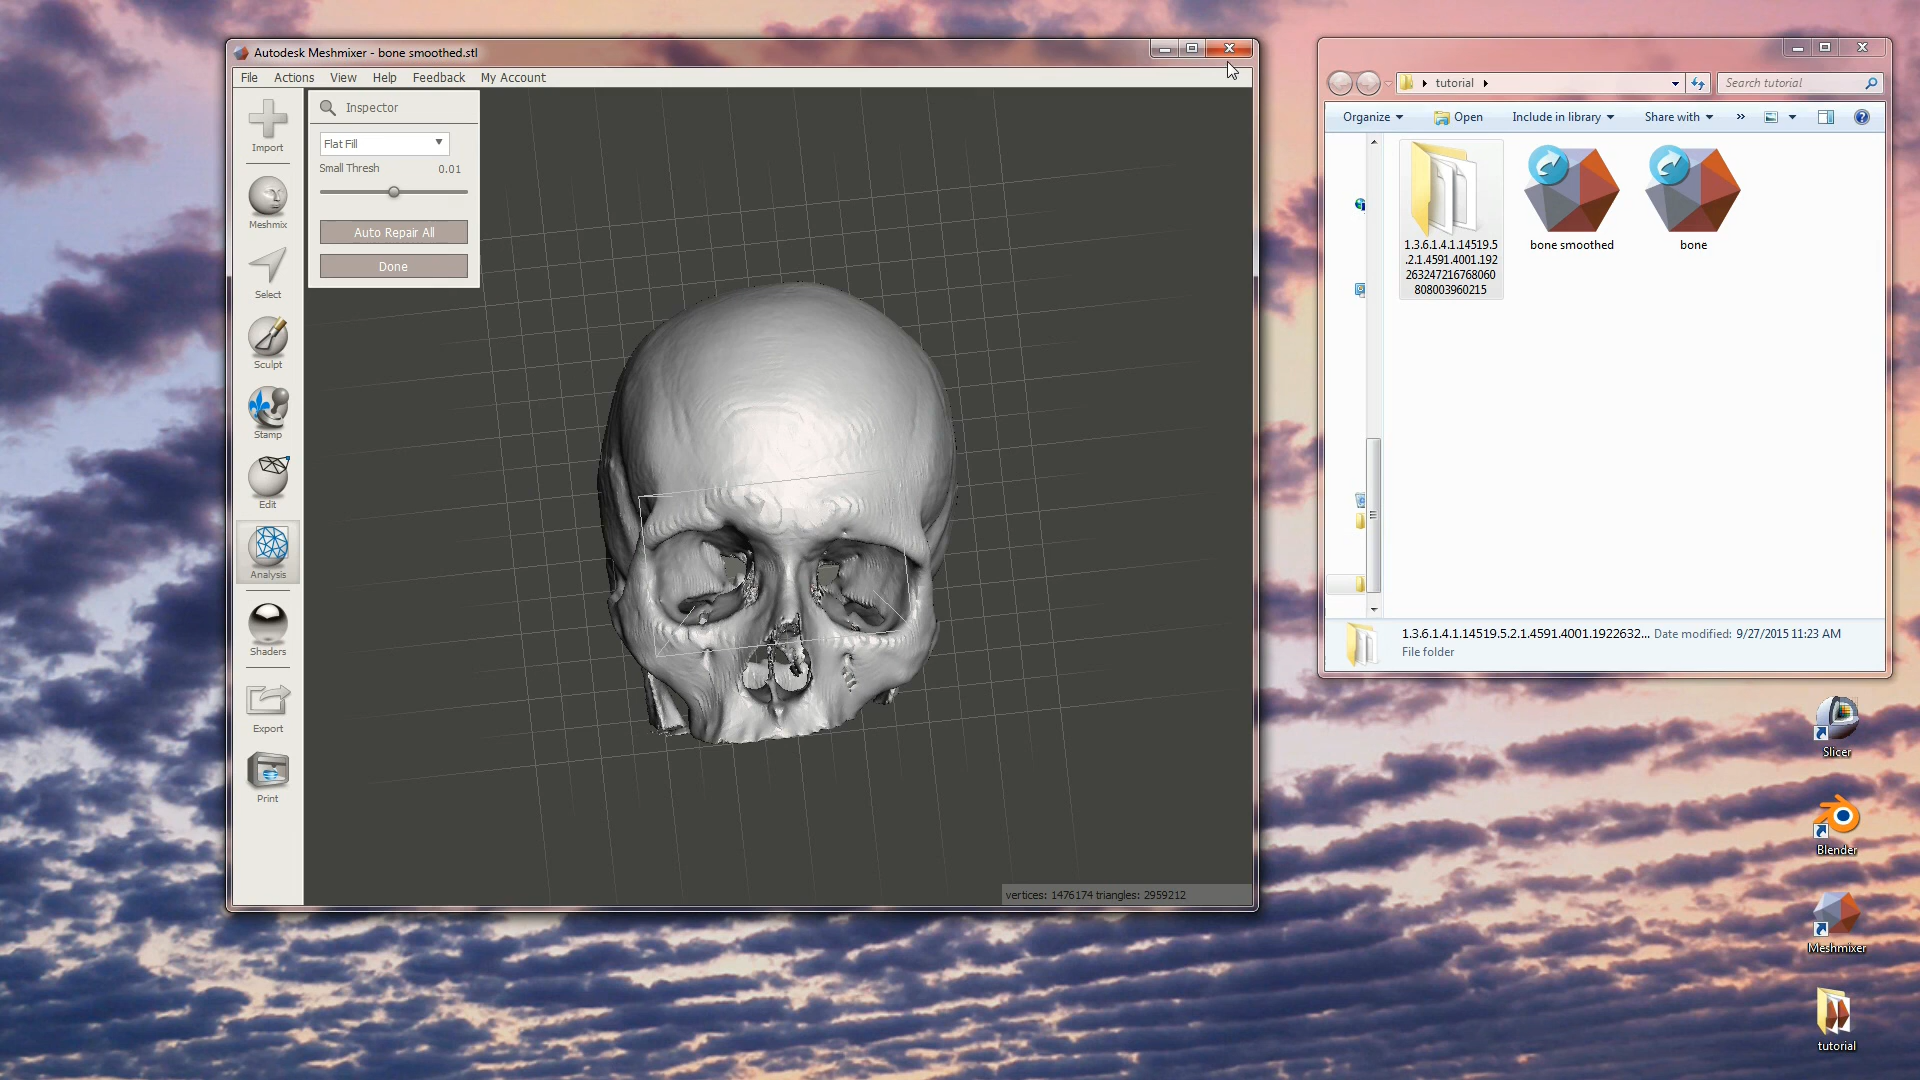 Autodesk Meshmixer - bone smoothed.stl
File Actions View Help Feedback My Account
Import
Meshmix
Select
Sculpt
Stamp
Edit
Analysis
Shaders
Export
Print
Inspector
Flat Fill
Small Thresh 0.01
Auto Repair All
Done
vertices: 1476174 triangles: 2959212
tutorial
Search tutorial
Organize Open Include in library Share with »
1.3.6.1.4.1.14519.5
.2.1.4591.4001.192
263247216768060
808003960215
bone smoothed
bone
1.3.6.1.4.1.14519.5.2.1.4591.4001.1922632... Date modified: 9/27/2015 11:23 AM
File folder
Slicer
Blender
Meshmixer
tutorial